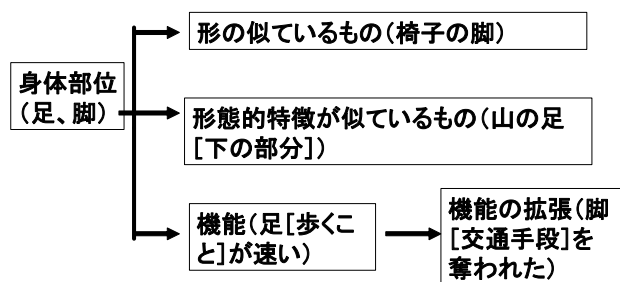 形の似ているもの（椅子の脚）
身体部位
（足、脚）
形態的特徴が似ているもの（山の足
［下の部分］）
機能（足［歩くこ
と］が速い）
機能の拡張（脚
［交通手段］を
奪われた）